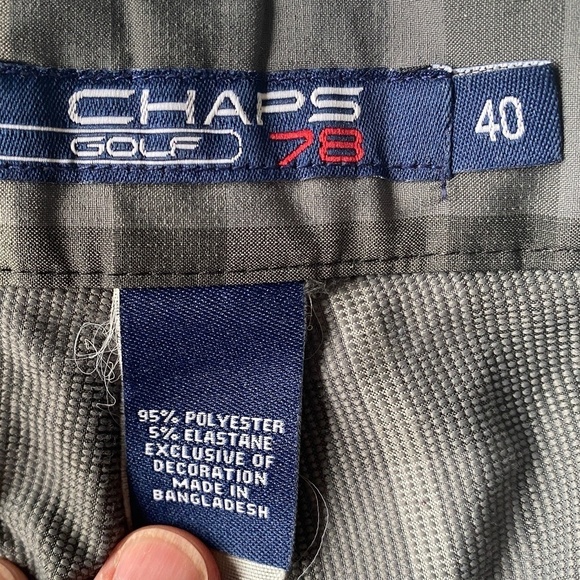 CHAPS
GOLF 78
40
95% POLYESTER
5% ELASTANE
EXCLUSIVE OF
DECORATION
MADE IN
BANGLADESH